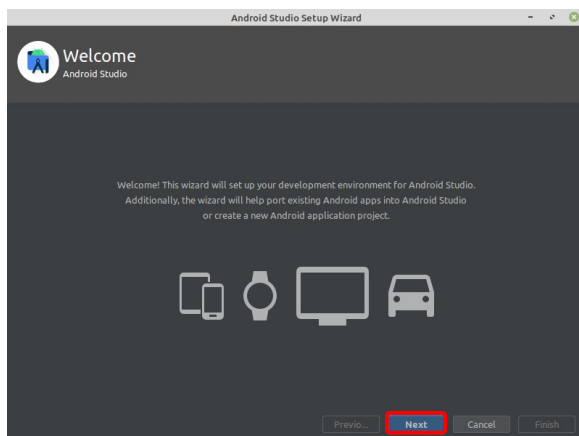 Android Studio Setup Wizard
Welcome
Android Studio
Welcome! This wizard will set up your development environment for Android Studio.
Additionally, the wizard will help port existing Android apps into Android Studio
or create a new Android application project.
Previo... Next Cancel Finish